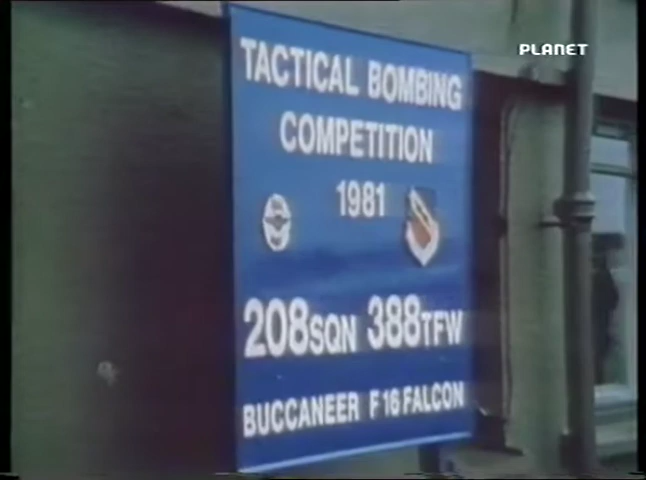 PLANET
TACTICAL BOMBING
COMPETITION
1981
208SQN 388TFW
BUCCANEER F16 FALCON